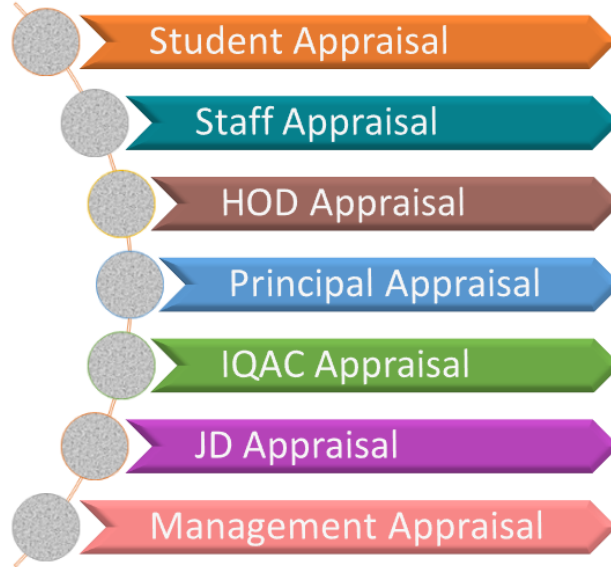 Student Appraisal
Staff Appraisal
HOD Appraisal
Principal Appraisal
IQAC Appraisal
JD Appraisal
Management Appraisal